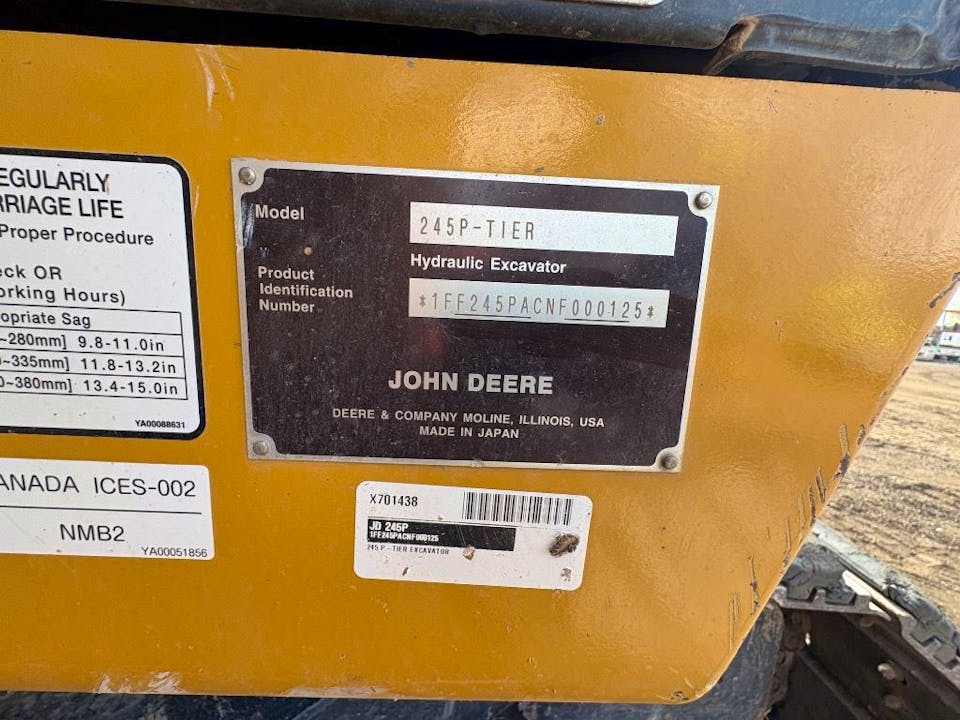 EGULARLY
RRIAGE LIFE
Proper Procedure
eck OR
orking Hours)
opriate Sag
~280mm] 9.8-11.0in
0~335mm] 11.8-13.2in
0~380mm] 13.4-15.0in
YA00088631
ANADA ICES-002
NMB2
YA00051856
Model
245P-TIER
Hydraulic Excavator
Product
Identification
Number
*1FF245PACNF000125*
JOHN DEERE
DEERE & COMPANY MOLINE, ILLINOIS, USA
MADE IN JAPAN
X701438
JD 245P
1FF245PACNF000125
245 P - TIER EXCAVATOR